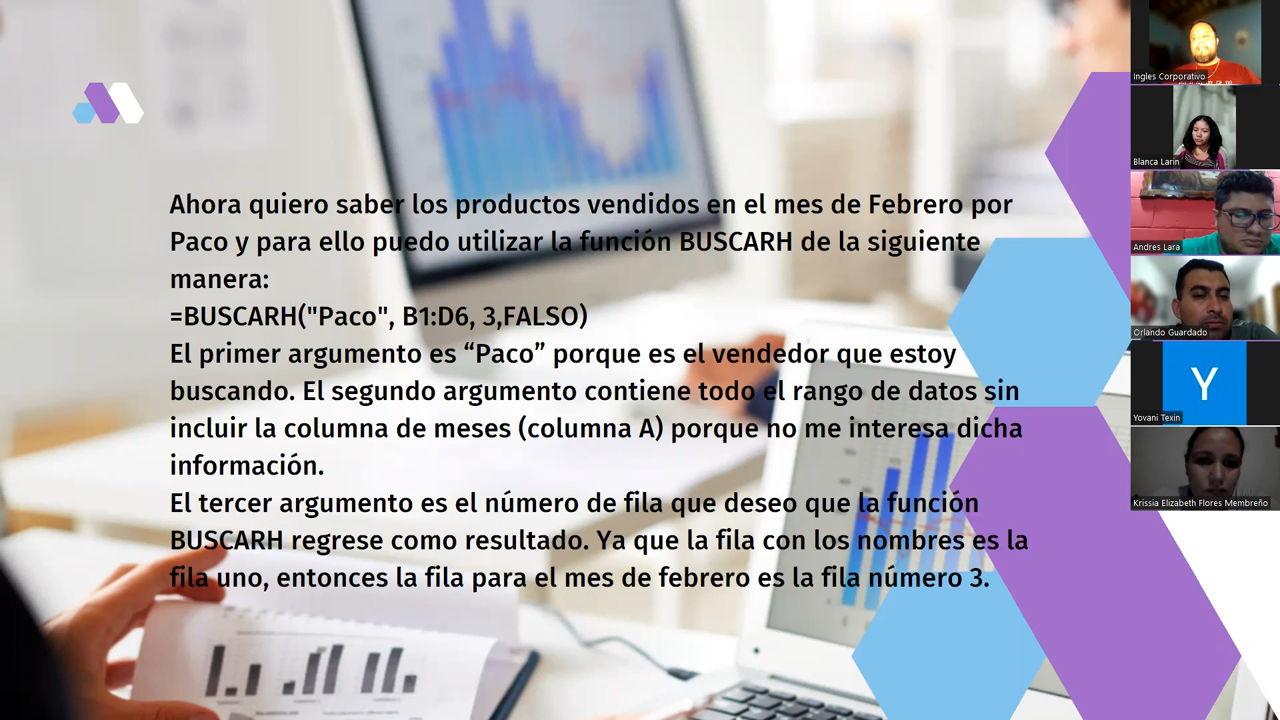 Ahora quiero saber los productos vendidos en el mes de Febrero por
Paco y para ello puedo utilizar la función BUSCARH de la siguiente
manera:
=BUSCARH("Paco", B1:D6, 3,FALSO)
El primer argumento es “Paco” porque es el vendedor que estoy
buscando. El segundo argumento contiene todo el rango de datos sin
incluir la columna de meses (columna A) porque no me interesa dicha
información.
El tercer argumento es el número de fila que deseo que la función
BUSCARH regrese como resultado. Ya que la fila con los nombres es la
fila uno, entonces la fila para el mes de febrero es la fila número 3.
Ingles Corporativo
Blanca Larin
Andres Lara
Orlando Guardado
Y
Yovani Texin
Krissia Elizabeth Flores Membreño